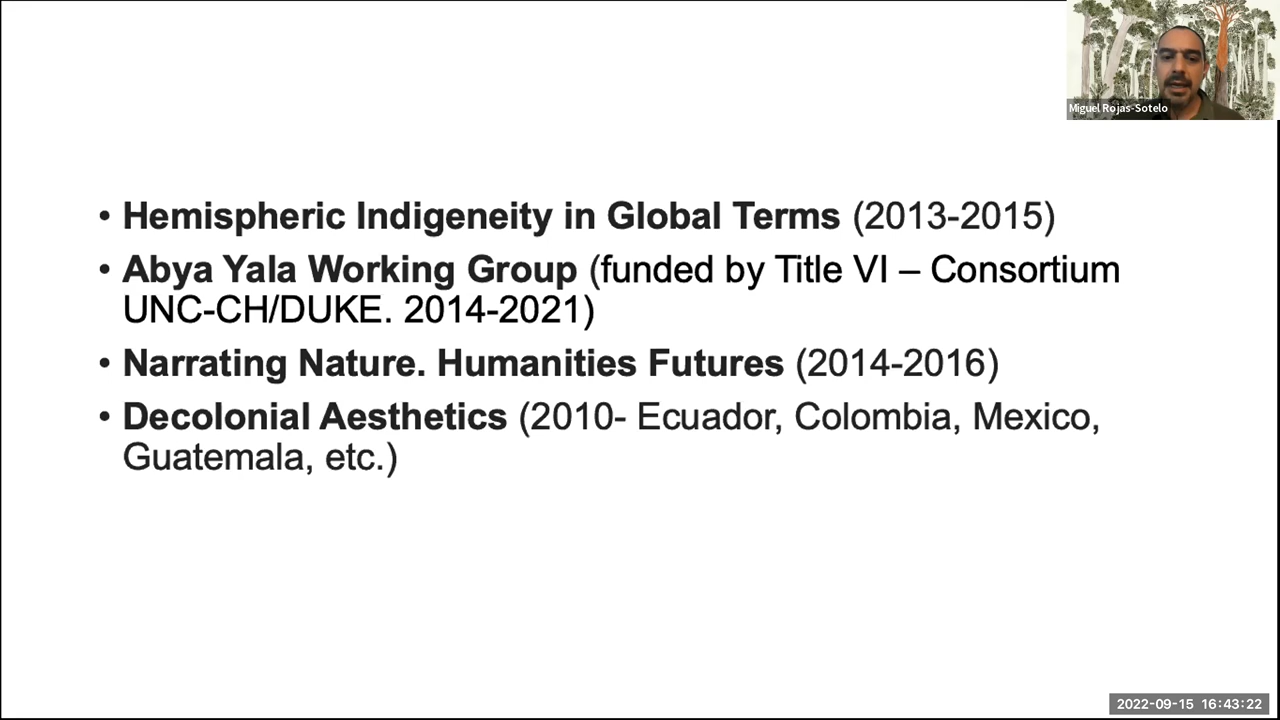 Miguel Rojas-Sotelo
• Hemispheric Indigeneity in Global Terms (2013-2015)
• Abya Yala Working Group (funded by Title VI – Consortium
UNC-CH/DUKE. 2014-2021)
• Narrating Nature. Humanities Futures (2014-2016)
• Decolonial Aesthetics (2010- Ecuador, Colombia, Mexico,
Guatemala, etc.)
2022-09-15 16:43:22